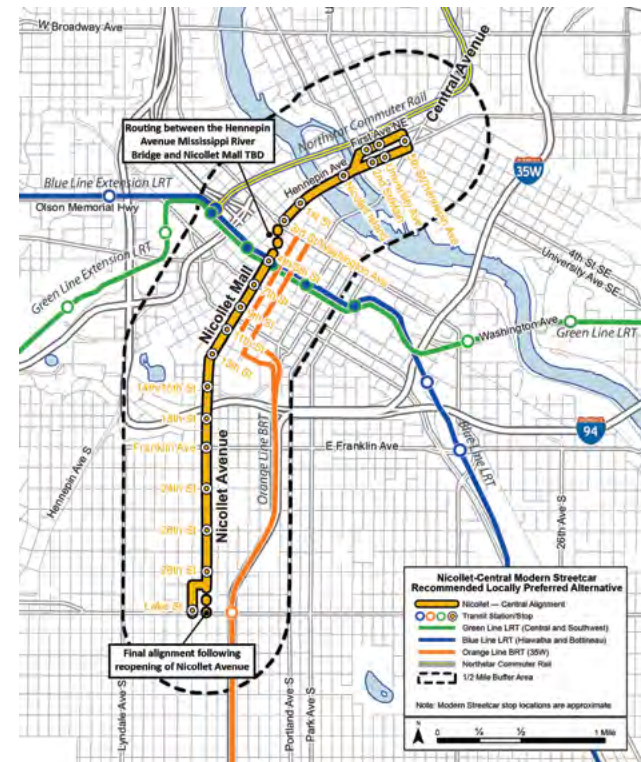 W Broadway Ave
Central Avenue
Northstar Commuter Rail
Routing between the Hennepin
Avenue Mississippi River
Bridge and Nicollet Mall TBD
First Ave NE
Hennepin Ave
35W
Blue Line Extension LRT
Olson Memorial Hwy
1st St
Washington Ave
4th St SE
University Ave SE
Green Line Extension LRT
Nicollet Mall
Washington Ave
Green Line LRT
18th St
94
Franklin Ave
E Franklin Ave
Hennepin Ave S
Nicollet Avenue
Orange Line BRT
Blue Line LRT
24th St
26th St
28th St
26th Ave S
Lake St
Final alignment following
reopening of Nicollet Avenue
Lyndale Ave S
Portland Ave S
Park Ave S
Nicollet-Central Modern Streetcar
Recommended Locally Preferred Alternative
Nicollet — Central Alignment
Transit Station/Stop
Green Line LRT (Central and Southwest)
Blue Line LRT (Hiawatha and Bottineau)
Orange Line BRT (35W)
Northstar Commuter Rail
1/2 Mile Buffer Area
Note: Modern Streetcar stop locations are approximate
N
0 ¼ ½ 1 Mile